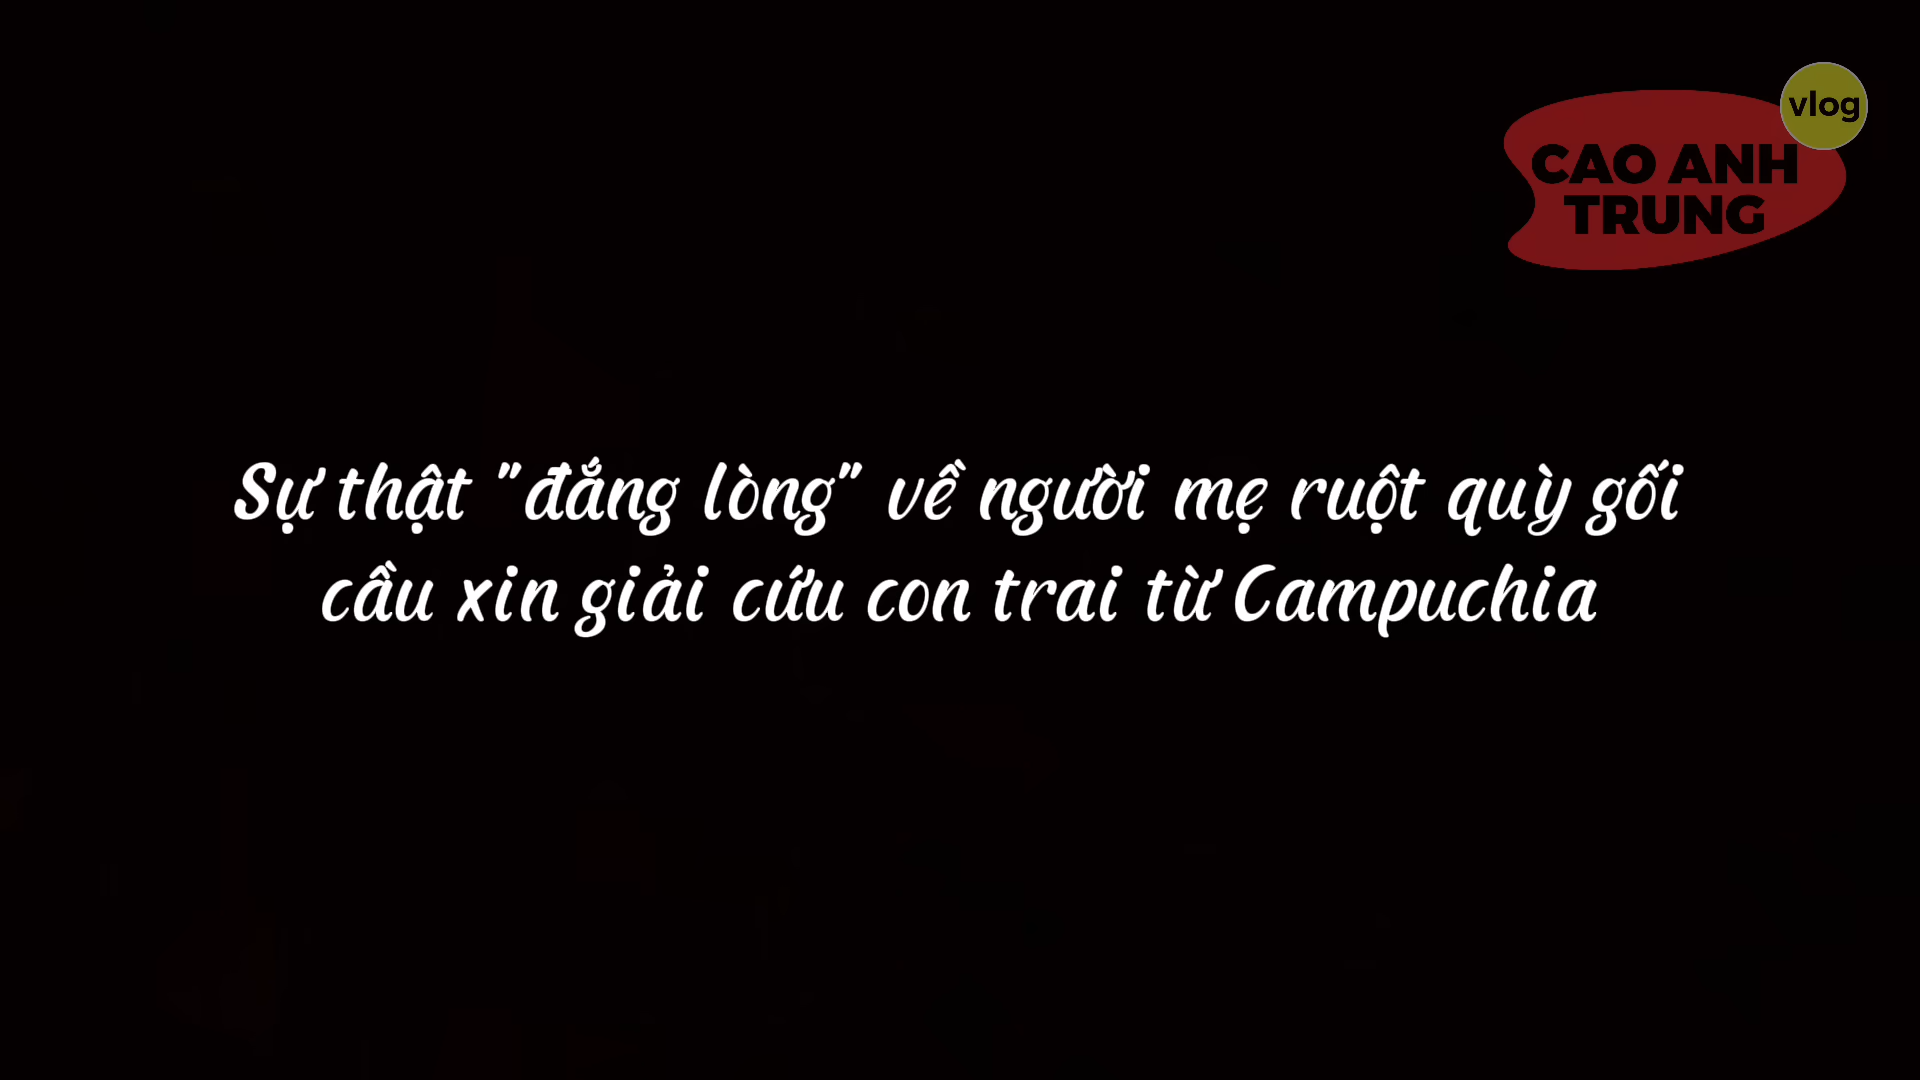 vlog
CAO ANH
TRUNG
Sự thật "đắng lòng" về người mẹ ruột quỳ gối
cầu xin giải cứu con trai từ Campuchia